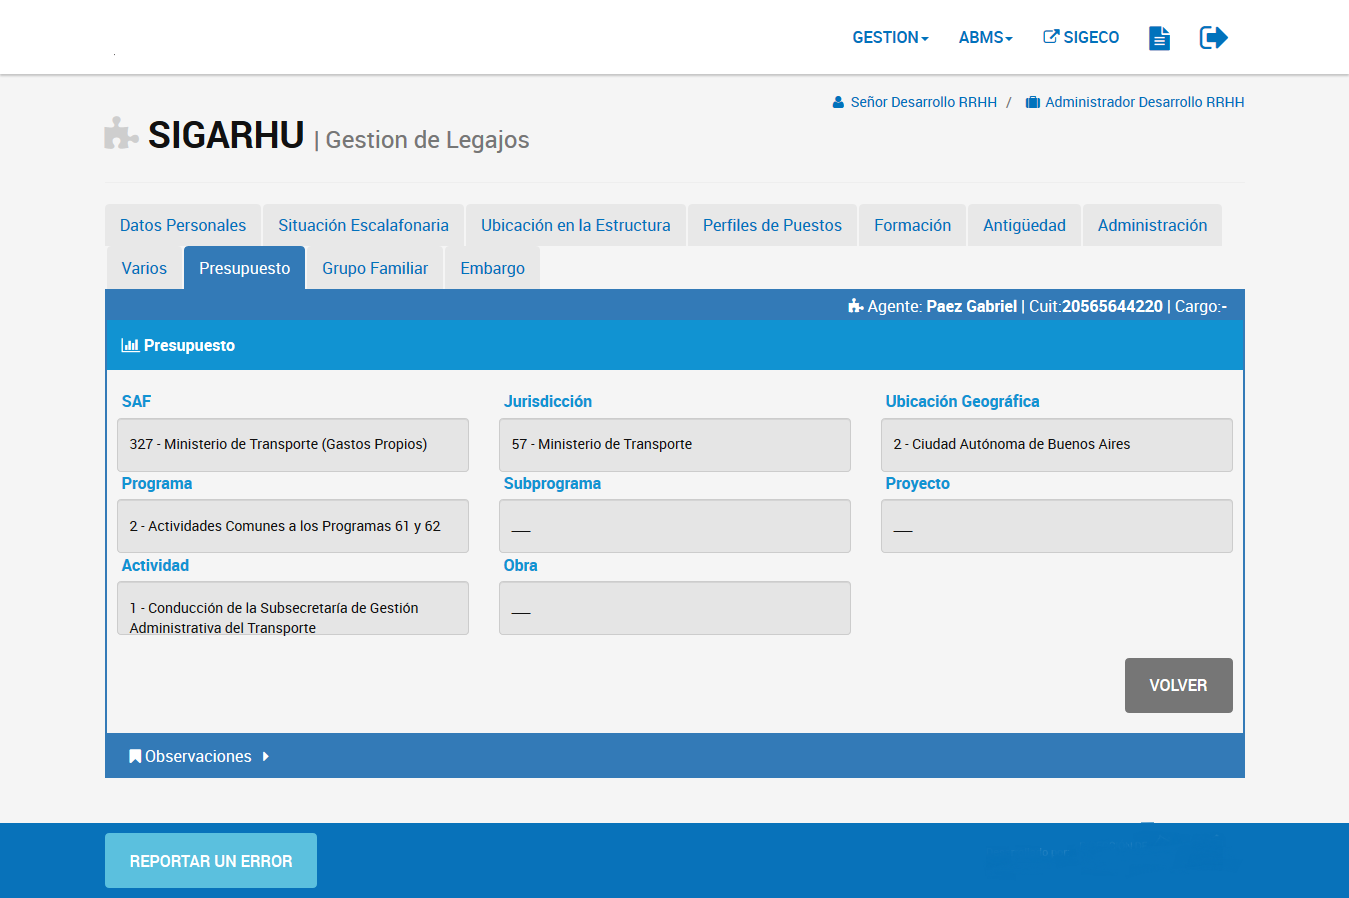 GESTION ABMS SIGECO
Señor Desarrollo RRHH / Administrador Desarrollo RRHH
SIGARHU | Gestion de Legajos
Datos Personales Situación Escalafonaria Ubicación en la Estructura Perfiles de Puestos Formación Antigüedad Administración
Varios Presupuesto Grupo Familiar Embargo
Agente: Paez Gabriel | Cuit:20565644220 | Cargo:-
Presupuesto
SAF Jurisdicción Ubicación Geográfica
327 - Ministerio de Transporte (Gastos Propios) 57 - Ministerio de Transporte 2 - Ciudad Autónoma de Buenos Aires
Programa Subprograma Proyecto
2 - Actividades Comunes a los Programas 61 y 62 ___ ___
Actividad Obra
1 - Conducción de la Subsecretaría de Gestión ___
Administrativa del Transporte
VOLVER
Observaciones
REPORTAR UN ERROR